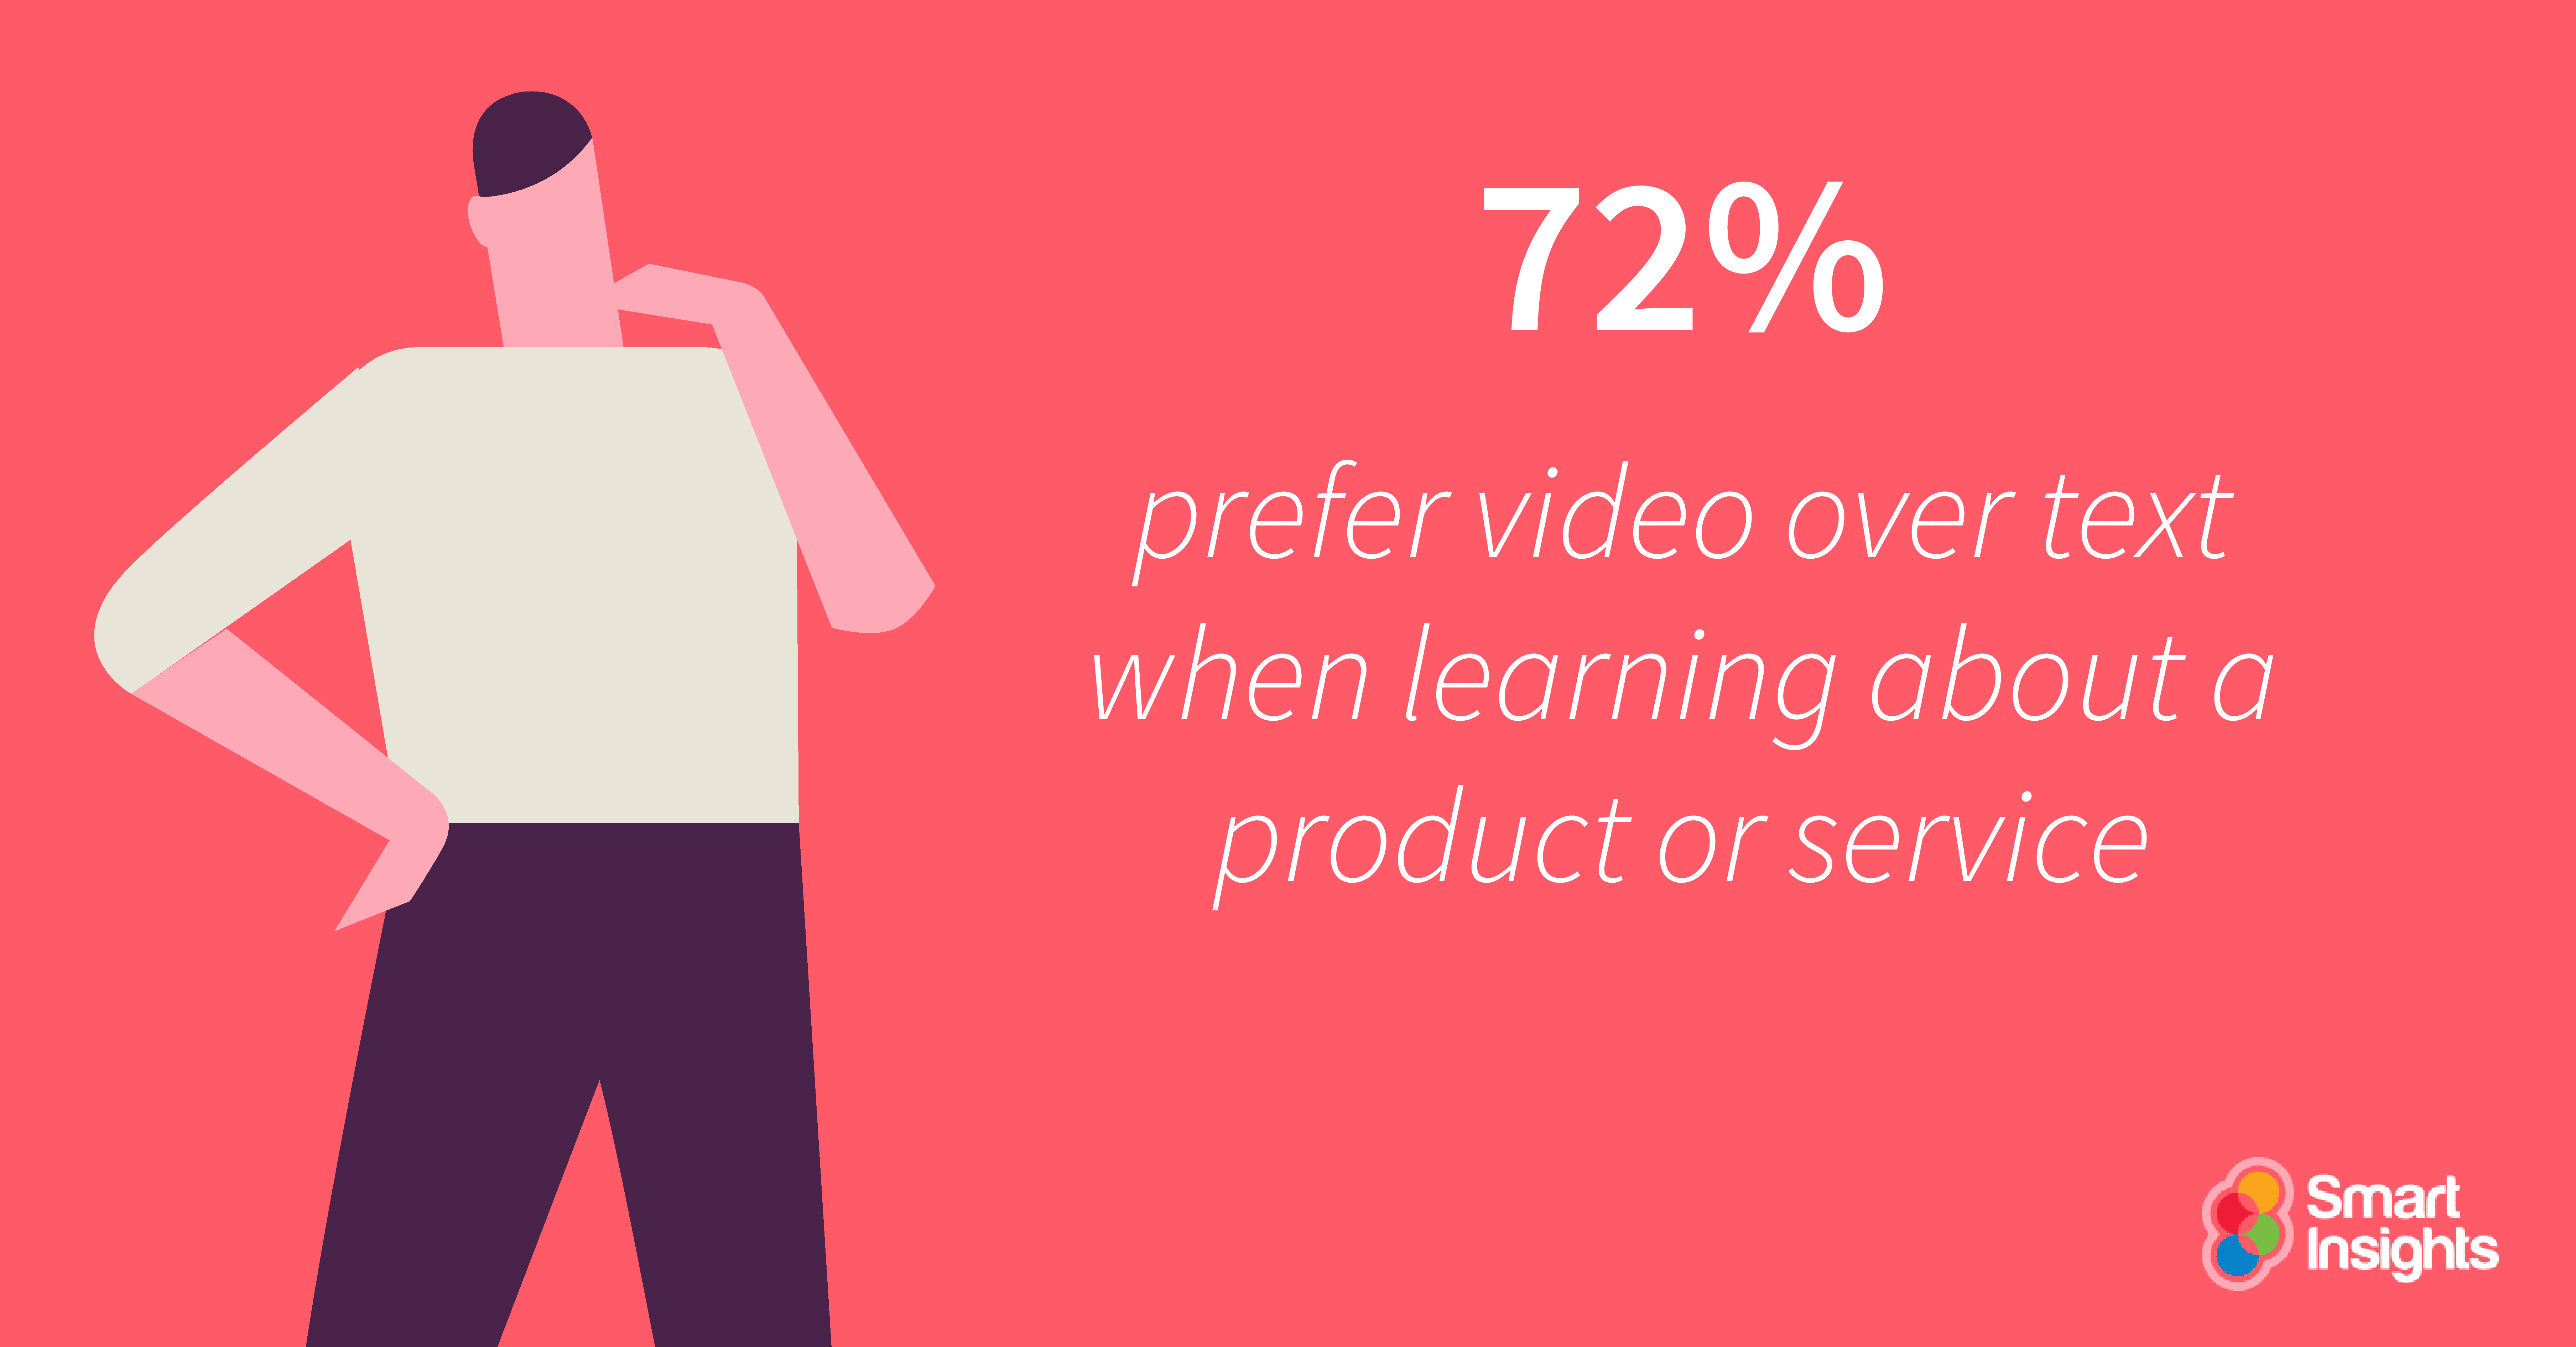 72%
prefer video over text
when learning about a
product or service
Smart
Insights